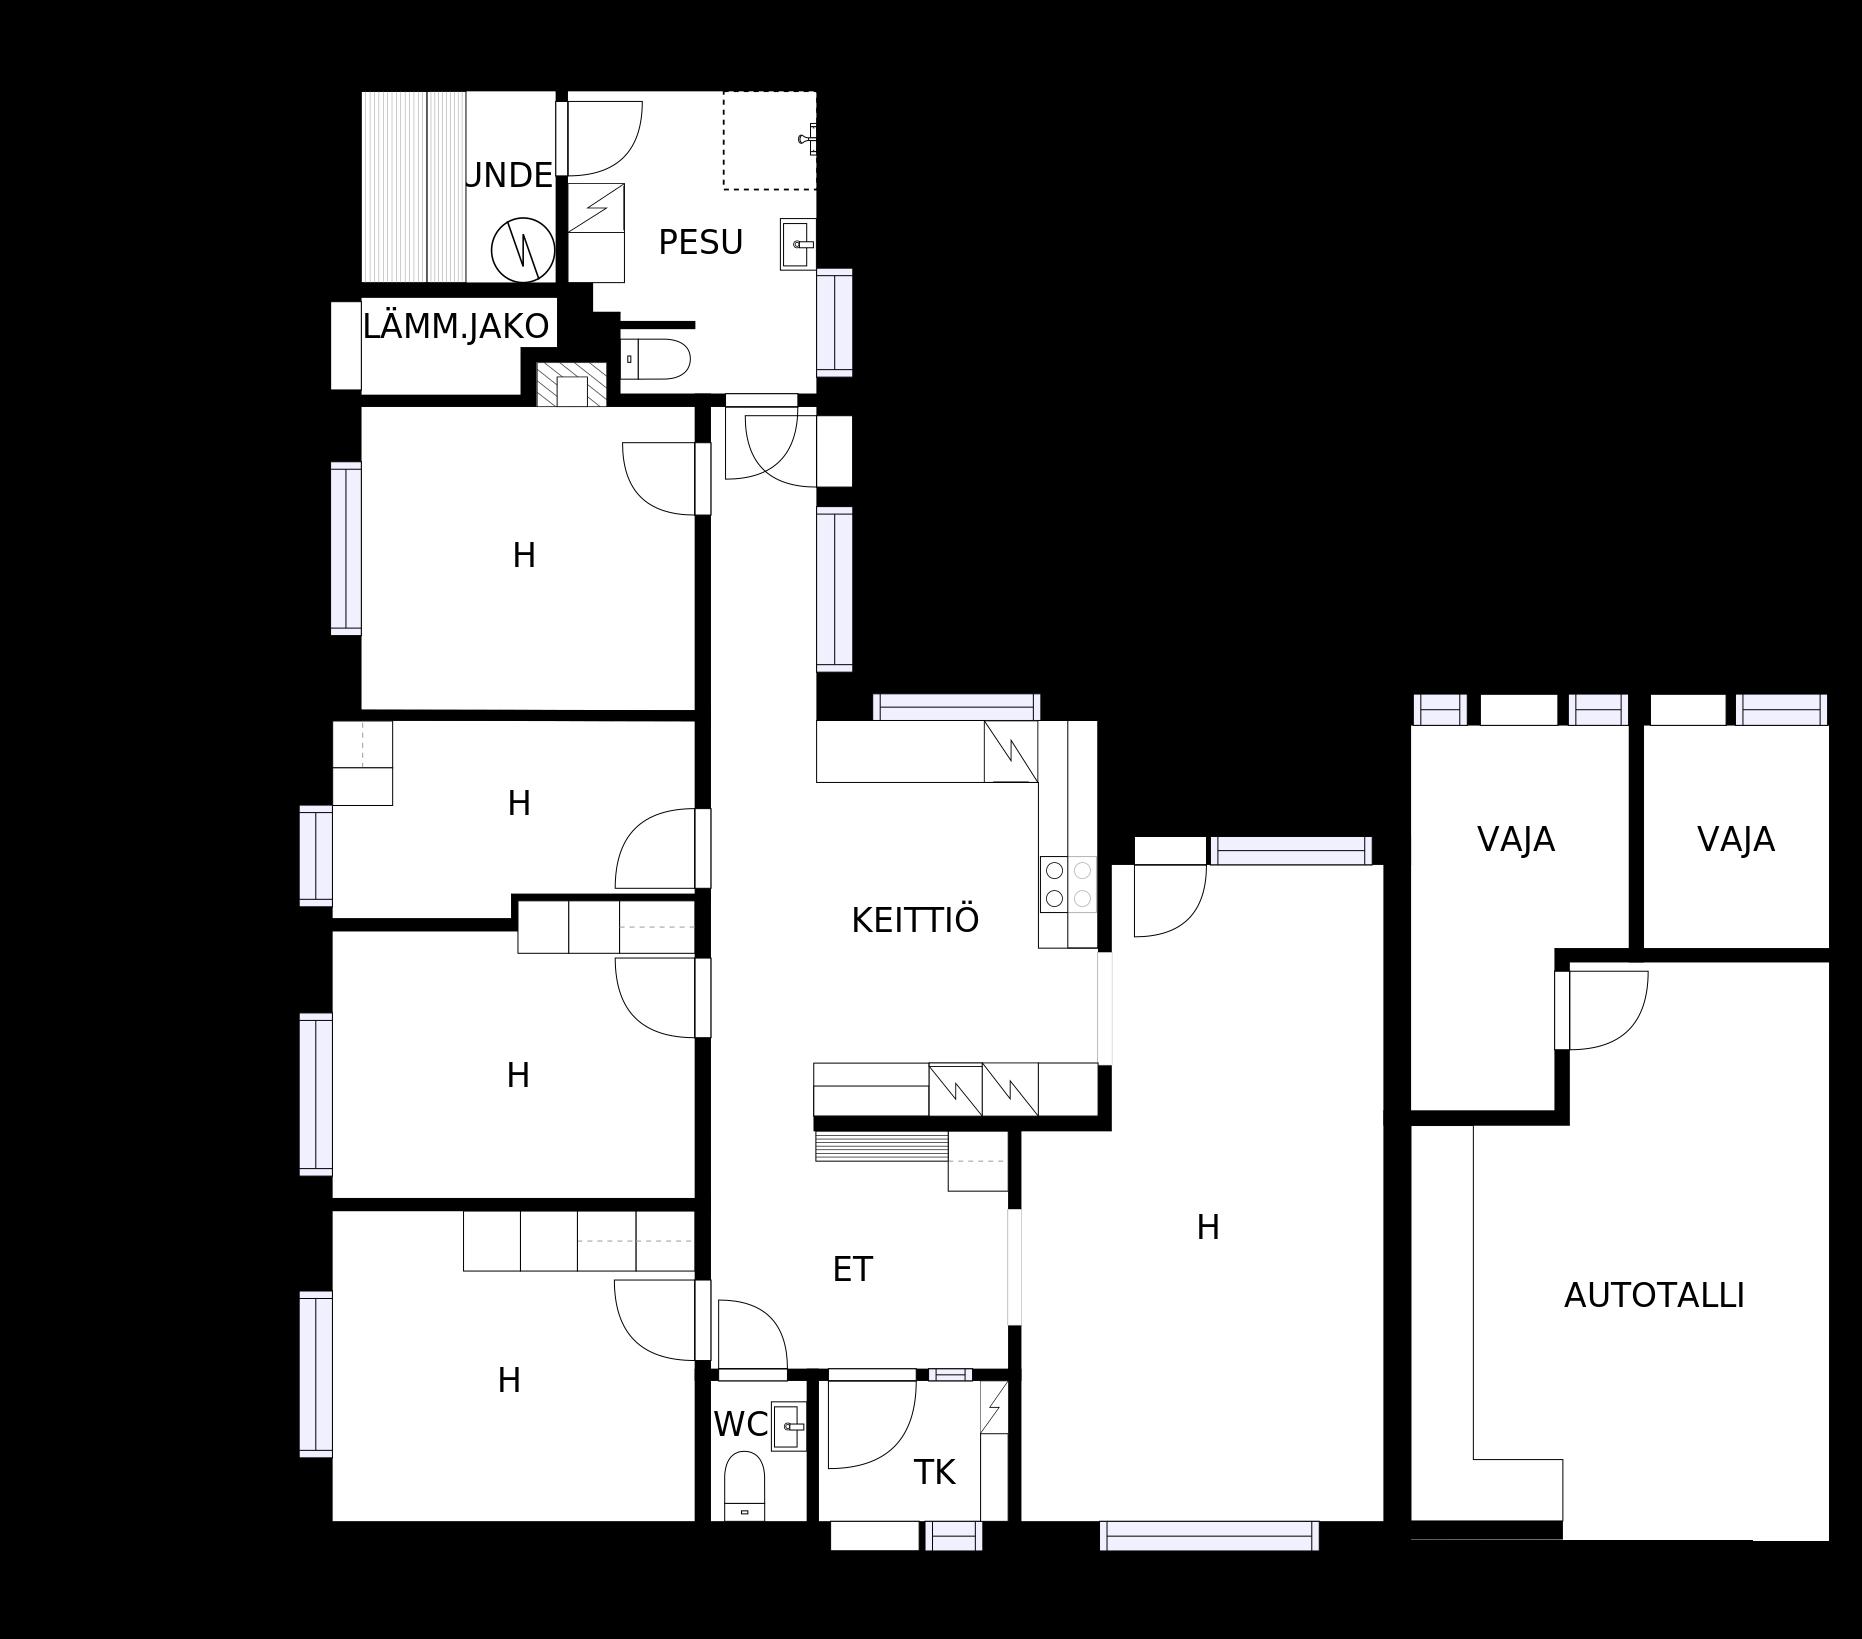 UNDE
PESU
LÄMM.JAKO
H
H
VAJA
VAJA
KEITTIÖ
H
H
ET
AUTOTALLI
H
WC
TK